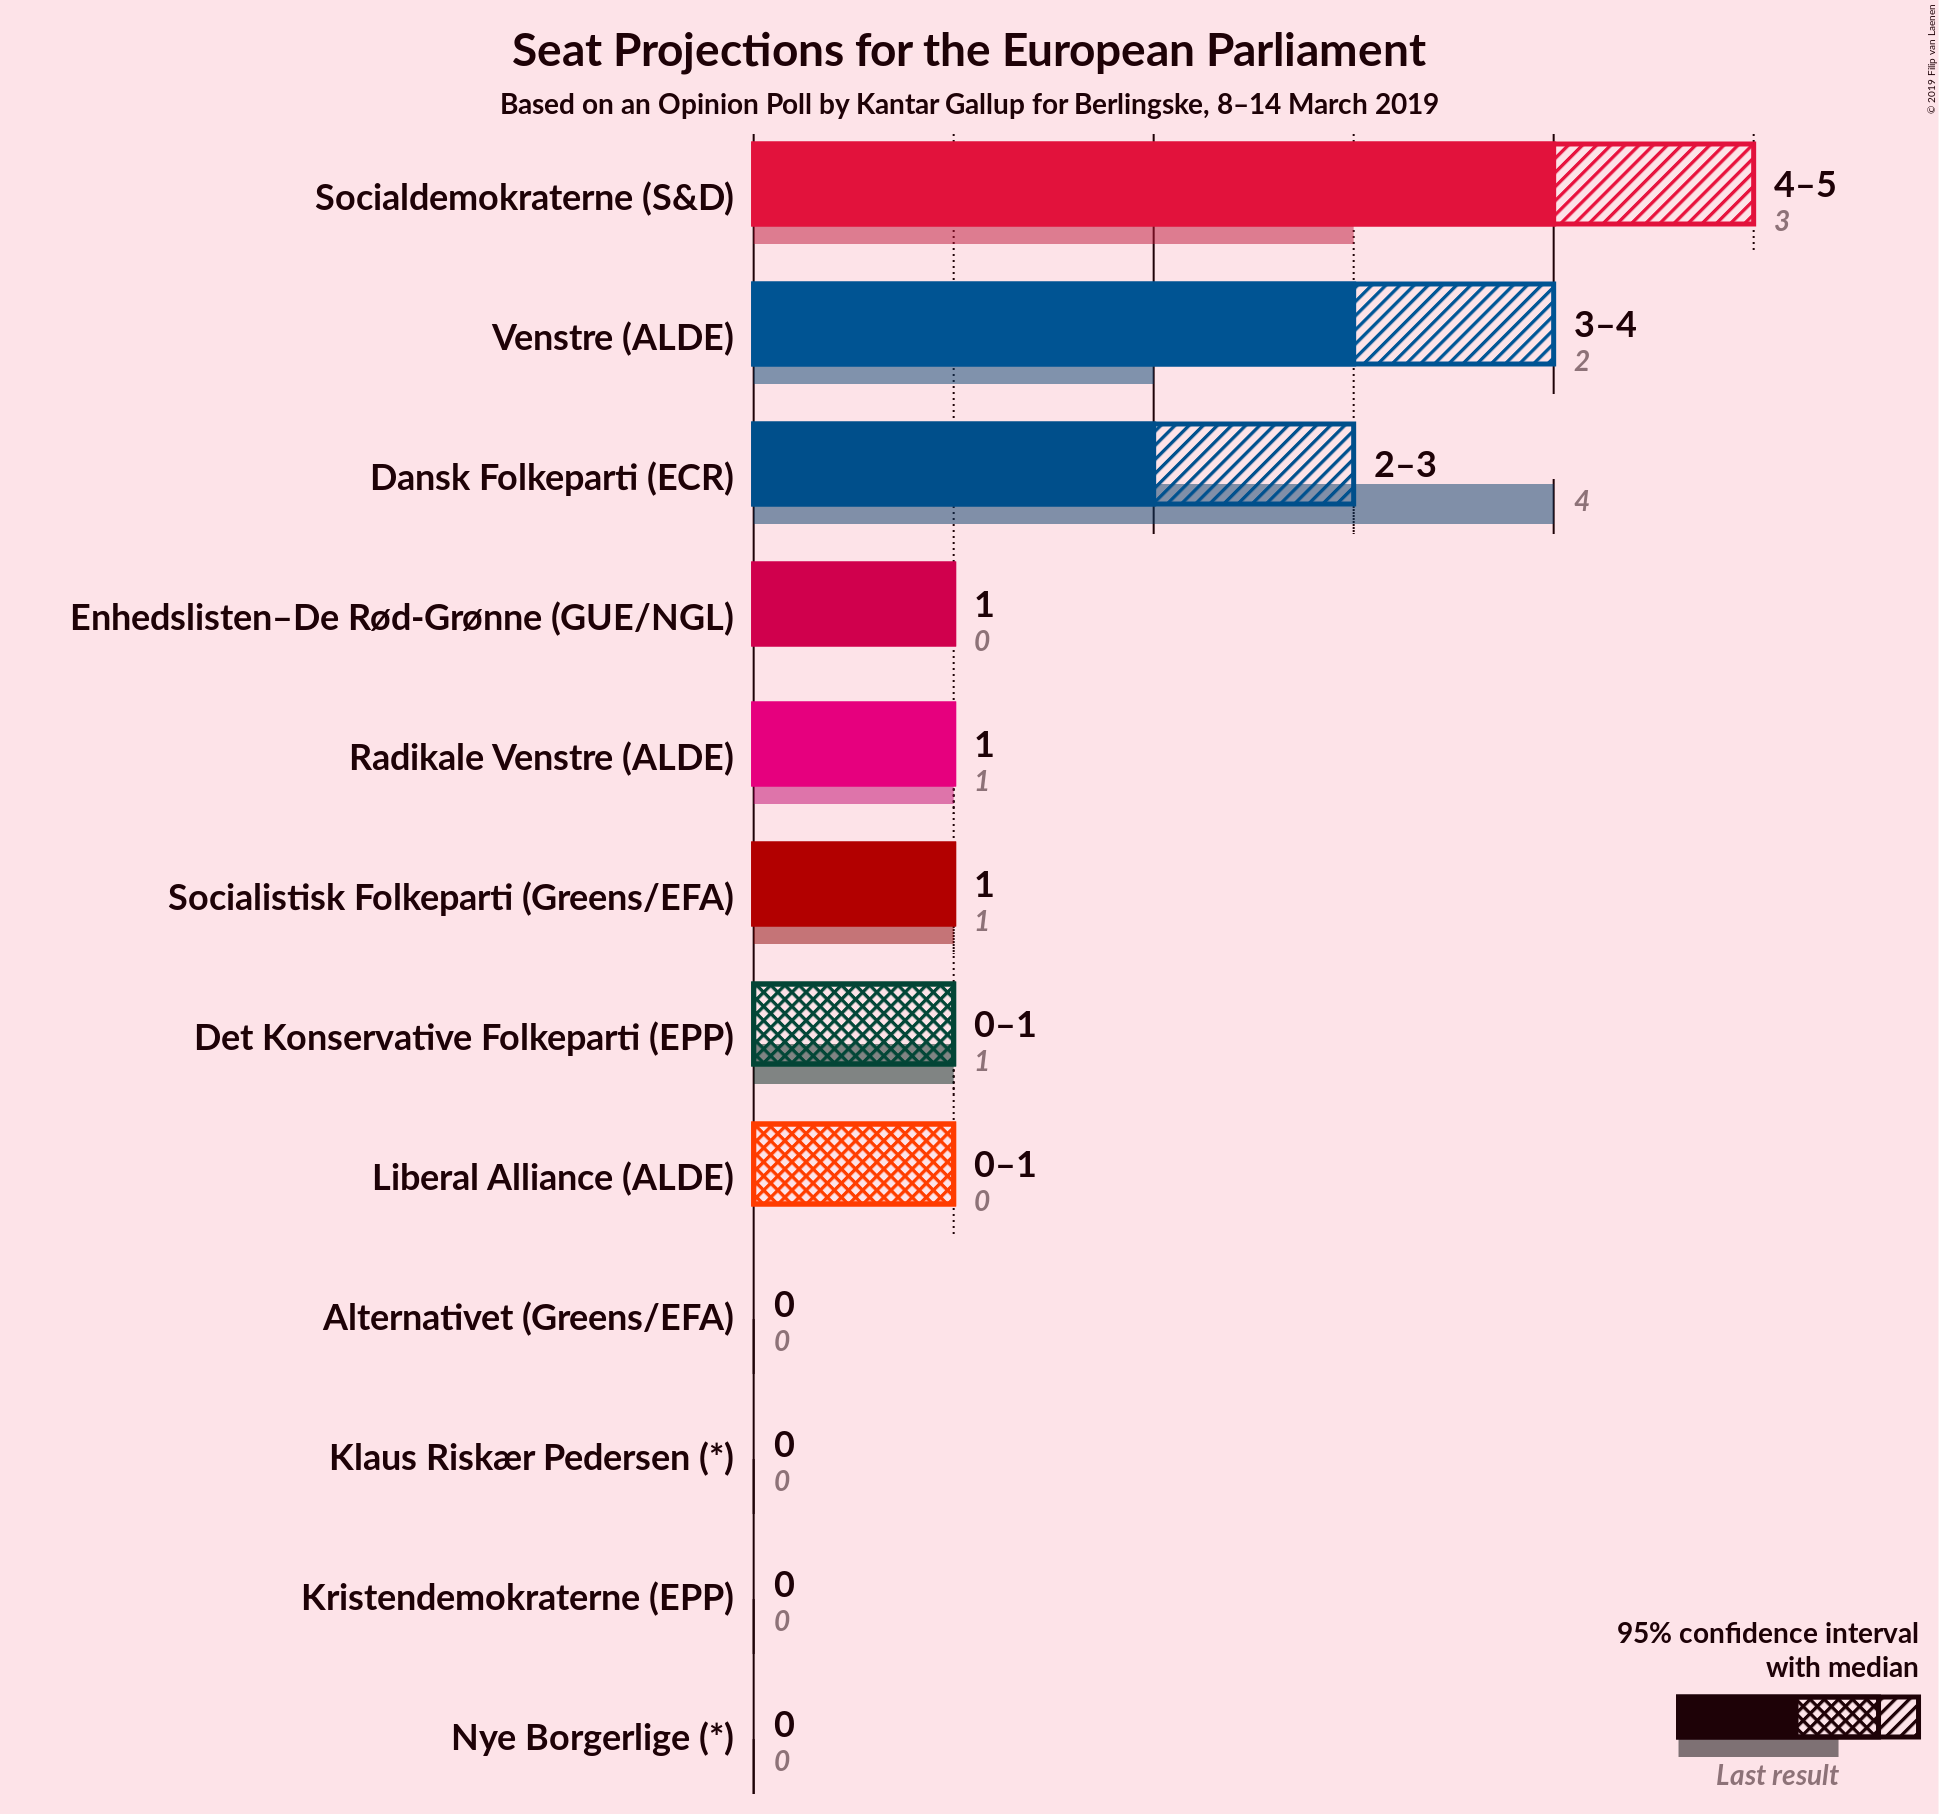 Seat Projections for the European Parliament
Based on an Opinion Poll by Kantar Gallup for Berlingske, 8–14 March 2019
© 2019 Filip van Laenen
Socialdemokraterne (S&D)
4–5
3
Venstre (ALDE)
3–4
2
Dansk Folkeparti (ECR)
2–3
4
Enhedslisten–De Rød-Grønne (GUE/NGL)
1
0
Radikale Venstre (ALDE)
1
1
Socialistisk Folkeparti (Greens/EFA)
1
1
Det Konservative Folkeparti (EPP)
0–1
1
Liberal Alliance (ALDE)
0–1
0
Alternativet (Greens/EFA)
0
0
Klaus Riskær Pedersen (*)
0
0
Kristendemokraterne (EPP)
0
0
Nye Borgerlige (*)
0
0
95% confidence interval
with median
Last result